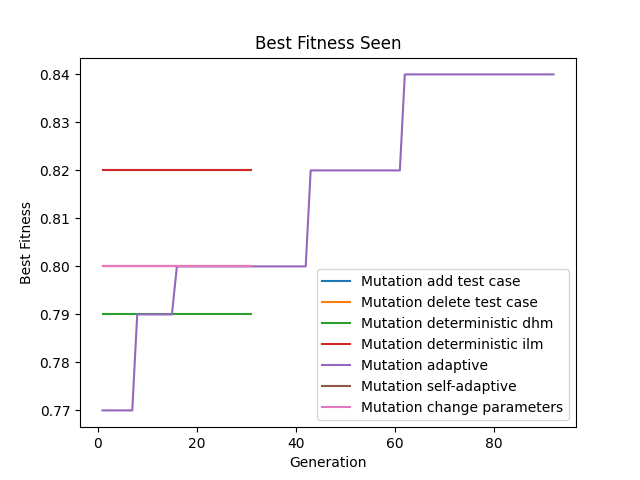 Best Fitness Seen
0.84
0.83
0.82
0.81
0.80
0.79
0.78
0.77
Best Fitness
Mutation add test case
Mutation delete test case
Mutation deterministic dhm
Mutation deterministic ilm
Mutation adaptive
Mutation self-adaptive
Mutation change parameters
0 20 40 60 80
Generation